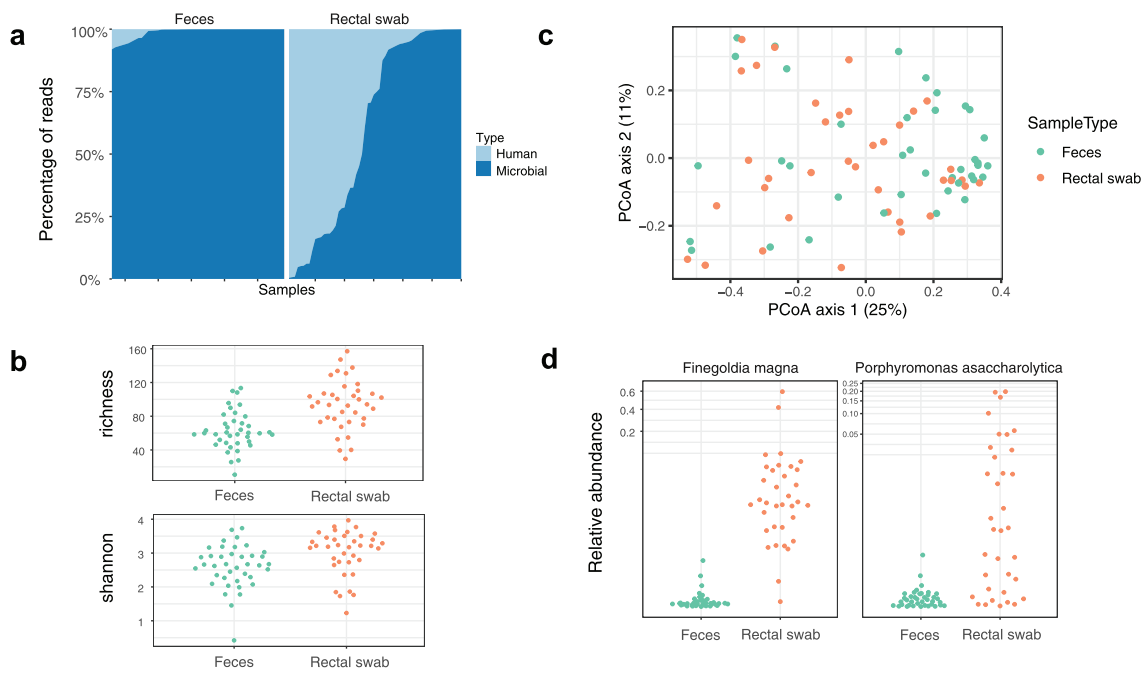 a
Feces
Rectal swab
100%
75%
50%
25%
0%
Percentage of reads
Samples
Type
Human
Microbial
b
160
120
80
40
richness
Feces
Rectal swab
4
3
2
1
shannon
Feces
Rectal swab
c
0.2
0.0
−0.2
PCoA axis 2 (11%)
−0.4
−0.2
0.0
0.2
0.4
PCoA axis 1 (25%)
SampleType
Feces
Rectal swab
d
Finegoldia magna
Porphyromonas asaccharolytica
0.6
0.4
0.2
Relative abundance
0.25
0.20
0.15
0.10
0.05
Feces
Rectal swab
Feces
Rectal swab